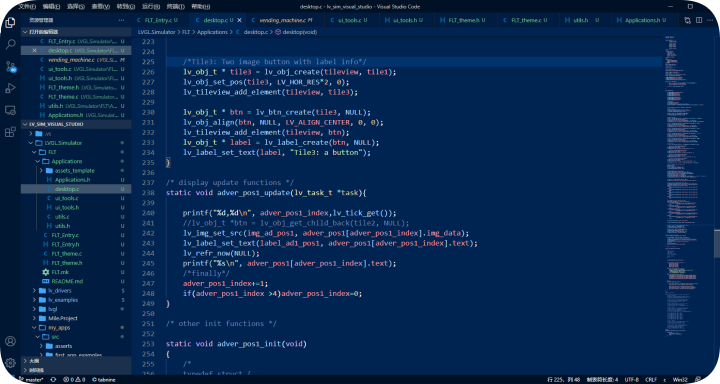 文件(F) 编辑(E) 选择(S) 查看(V) 转到(G) 运行(R) 终端(T) 帮助(H)
desktop.c - lv_sim_visual_studio - Visual Studio Code
资源管理器
FLT_Entry.c U
desktop.c U
vending_machine.c M
ui_tools.c U
ui_tools.h U
FLT_theme.h U
FLT_theme.c U
utils.h U
Applications.h
LVGL.Simulator > FLT > Applications > desktop.c > desktop(void)
打开的编辑器
FLT_Entry.c LVGL.Simulator\FLT U
desktop.c LVGL.Simulator\FLT\A... U
vending_machine.c LVGL.Si... M
ui_tools.c LVGL.Simulator\FL... U
ui_tools.h LVGL.Simulator\FL... U
FLT_theme.h LVGL.Simulator... U
FLT_theme.c LVGL.Simulator... U
utils.h LVGL.Simulator\FLT\A... U
Applications.h LVGL.Simulat... U
LV_SIM_VISUAL_STUDIO
.vs
LVGL.Simulator
FLT
Applications
assets_template
Applications.h U
desktop.c U
ui_tools.c U
ui_tools.h U
utils.c U
utils.h U
FLT_Entry.c U
FLT_Entry.h U
FLT_theme.c U
FLT_theme.h U
FLT.mk U
README.md U
lv_drivers S
lv_examples S
lvgl S
Mile.Project
my_apps
src
asserts
first_app_examples
大纲
时间线
223
224
225 /*Tile3: Two image button with label info*/
226 lv_obj_t * tile3 = lv_obj_create(tileview, tile1);
227 lv_obj_set_pos(tile3, LV_HOR_RES*2, 0);
228 lv_tileview_add_element(tileview, tile3);
229
230 lv_obj_t * btn = lv_btn_create(tile3, NULL);
231 lv_obj_align(btn, NULL, LV_ALIGN_CENTER, 0, 0);
232 lv_tileview_add_element(tileview, btn);
233 lv_obj_t * label = lv_label_create(btn, NULL);
234 lv_label_set_text(label, "Tile3: a button");
235 }
236
237 /* display update functions */
238 static void adver_pos1_update(lv_task_t *task){
239
240 printf("%d,%d\n", adver_pos1_index,lv_tick_get());
241 //lv_obj_t *btn = lv_obj_get_child_back(tile2, NULL);
242 lv_img_set_src(img_ad_pos1, adver_pos1[adver_pos1_index].img_data);
243 lv_label_set_text(label_ad1_pos1, adver_pos1[adver_pos1_index].text);
244 lv_refr_now(NULL);
245 printf("%s\n", adver_pos1[adver_pos1_index].text);
246 /*finally*/
247 adver_pos1_index+=1;
248 if(adver_pos1_index >4)adver_pos1_index=0;
249 }
250
251 /* other init functions */
252
253 static void adver_pos1_init(void)
254 {
255 /*
256 typedef struct {
master*
0 0
tabnine
行 225, 列 48
制表符长度: 4
UTF-8
CRLF
C
Win32